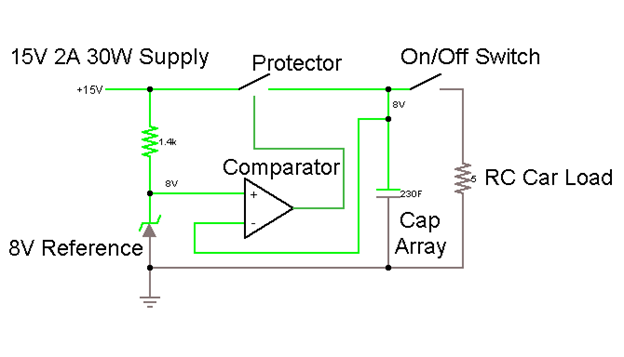 15V 2A 30W Supply
Protector
On/Off Switch
+15V
8V
1.4k
Comparator
8V
+
-
230F
5
RC Car Load
Cap
Array
8V Reference